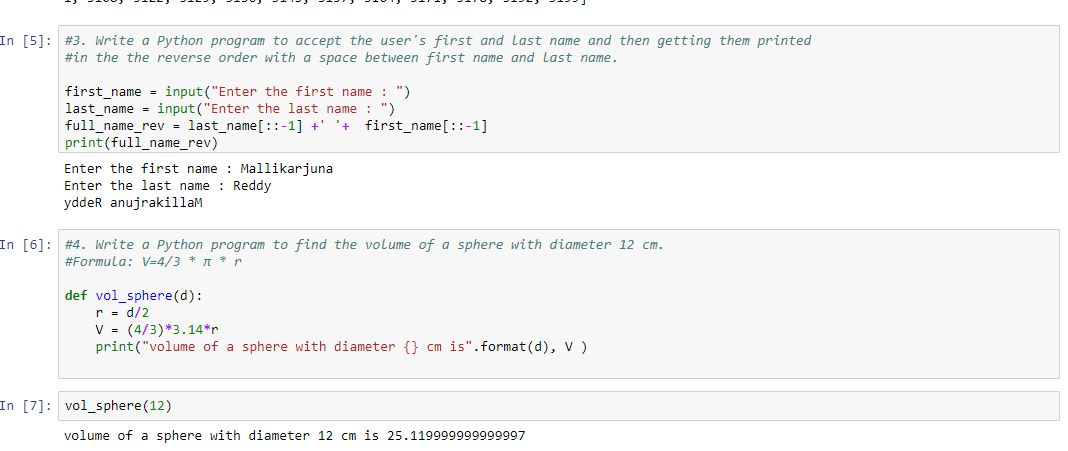 In [5]: #3. Write a Python program to accept the user's first and last name and then getting them printed
#in the the reverse order with a space between first name and last name.
first_name = input("Enter the first name : ")
last_name = input("Enter the last name : ")
full_name_rev = last_name[::-1] +' '+  first_name[::-1]
print(full_name_rev)
Enter the first name : Mallikarjuna
Enter the last name : Reddy
yddeR anujrakillaM
In [6]: #4. Write a Python program to find the volume of a sphere with diameter 12 cm.
#Formula: V=4/3 * π * r
def vol_sphere(d):
    r = d/2
    V = (4/3)*3.14*r
    print("volume of a sphere with diameter {} cm is".format(d), V )
In [7]: vol_sphere(12)
volume of a sphere with diameter 12 cm is 25.119999999999997